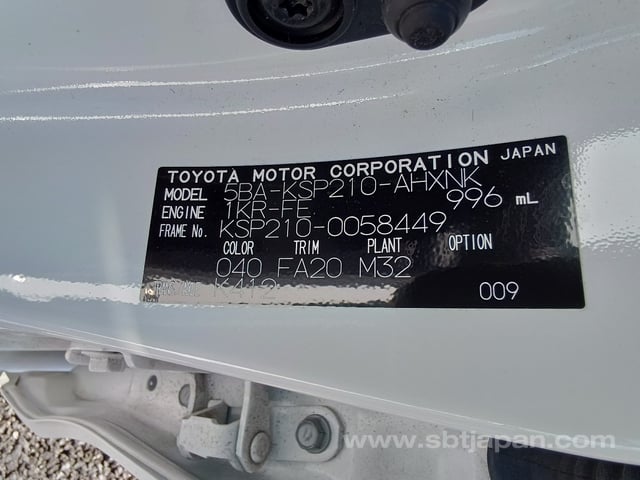 TOYOTA MOTOR CORPORATION JAPAN
MODEL 5BA-KSP210-AHXNK
ENGINE 1KR-FE 996 mL
FRAME No. KSP210-0058449
COLOR TRIM PLANT OPTION
040 FA20 M32
K412 009
www.sbtjapan.com